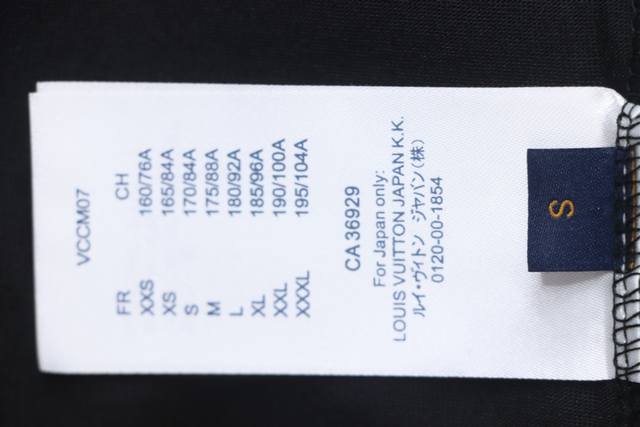 VCCM07
FR CH
XXS 160/76A
XS 165/84A
S 170/84A
M 175/88A
L 180/92A
XL 185/96A
XXL 190/100A
XXXL 195/104A
CA 36929
For Japan only:
LOUIS VUITTON JAPAN K.K.
ルイ・ヴィトン ジャパン(株)
0120-00-1854
S